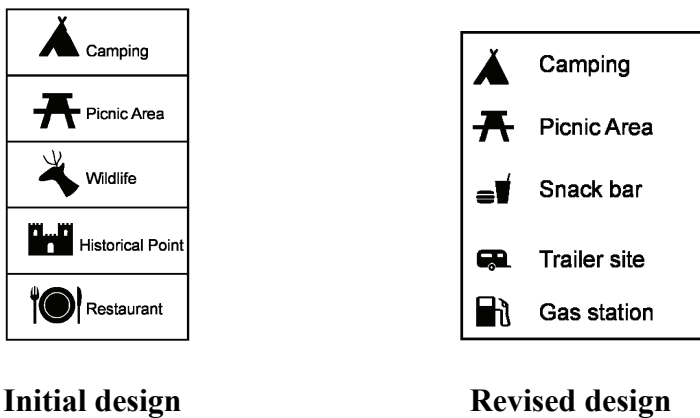 Camping
Picnic Area
Wildlife
Historical Point
Restaurant
Initial design
Camping
Picnic Area
Snack bar
Trailer site
Gas station
Revised design